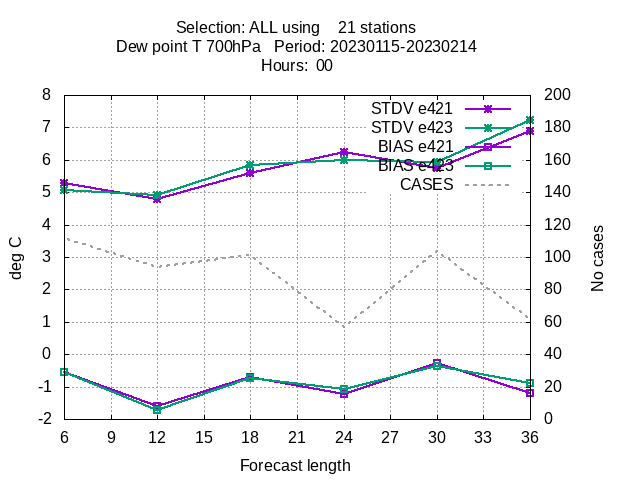 Selection: ALL using 21 stations
Dew point T 700hPa Period: 20230115-20230214
Hours: 00
8 200
7 STDV e421 180
STDV e423
6 BIAS e421 160
BIAS e423
5 CASES 140
4 120
3 100
2 80
1 60
0 40
-1 20
-2 0
deg C
No cases
6 9 12 15 18 21 24 27 30 33 36
Forecast length